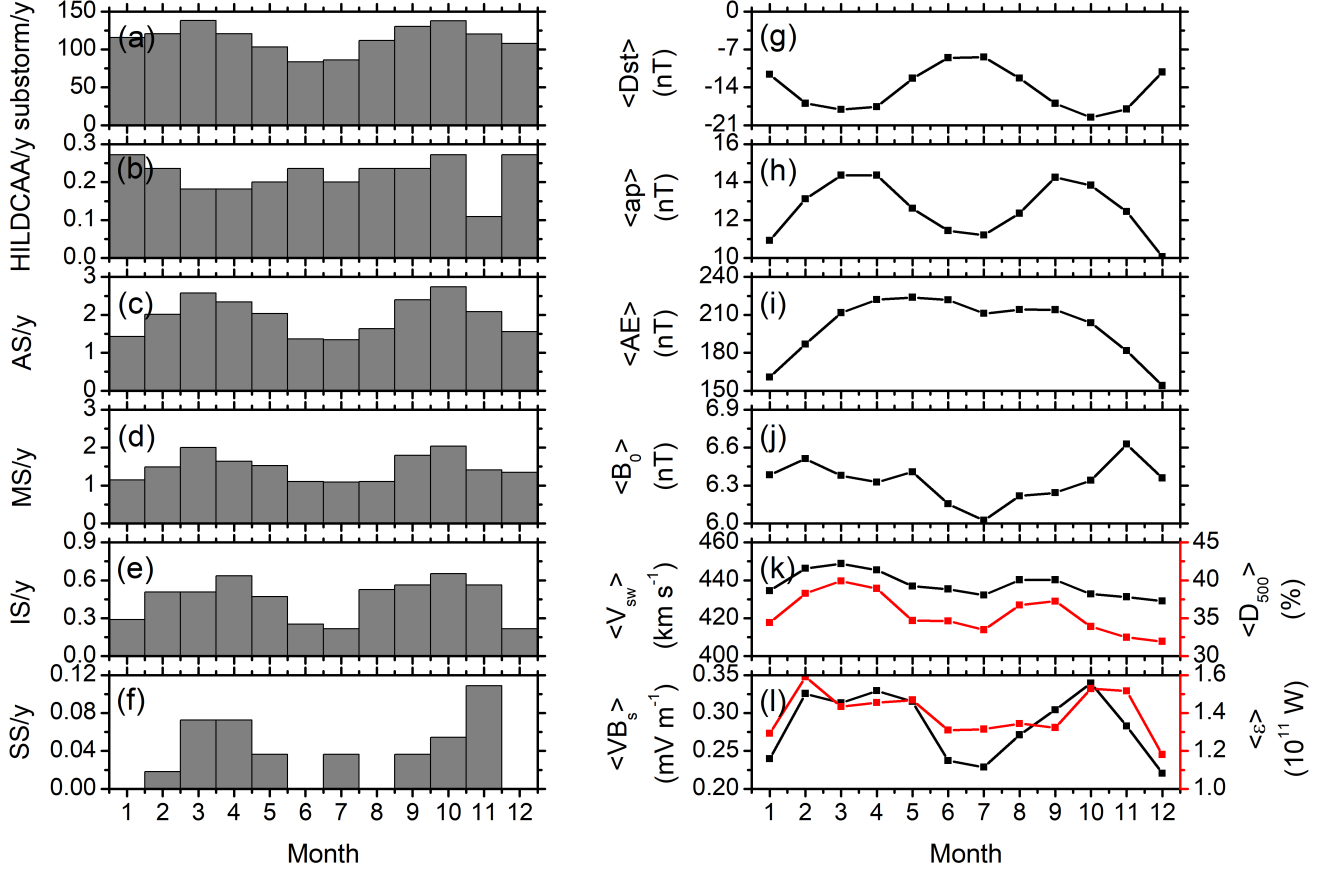 substorm/y
150
100
50
0
(a)
HILDCAA/y
0.3
0.2
0.1
0.0
(b)
AS/y
3
2
1
0
(c)
MS/y
3
2
1
0
(d)
IS/y
0.9
0.6
0.3
0.0
(e)
SS/y
0.12
0.08
0.04
0.00
(f)
1 2 3 4 5 6 7 8 9 10 11 12
Month
<Dst>
(nT)
0
-7
-14
-21
(g)
<ap>
(nT)
16
14
12
10
(h)
<AE>
(nT)
240
210
180
150
(i)
<B0>
(nT)
6.9
6.6
6.3
6.0
(j)
<Vsw>
(km s-1)
460
440
420
400
(k)
45
40
35
30
<D500>
(%)
<VBs>
(mV m-1)
0.35
0.30
0.25
0.20
(l)
1.6
1.4
1.2
1.0
<ε>
(10^11 W)
1 2 3 4 5 6 7 8 9 10 11 12
Month